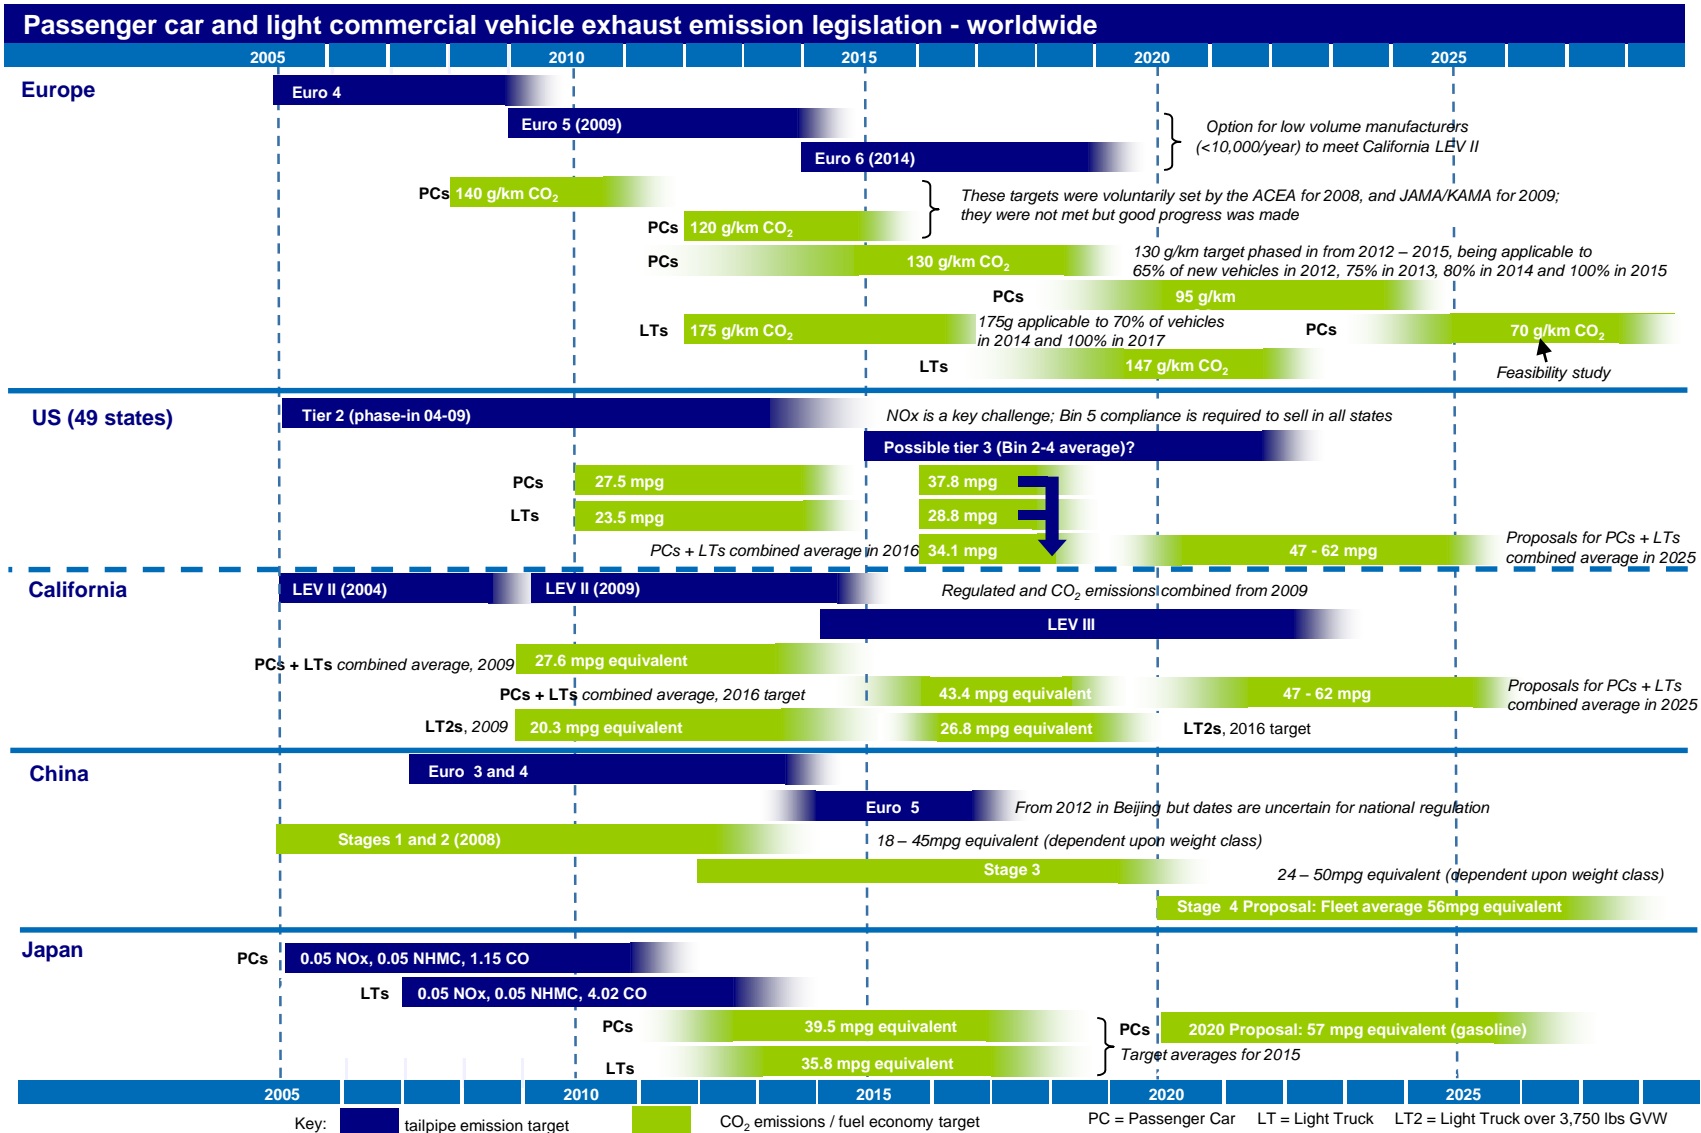 Passenger car and light commercial vehicle exhaust emission legislation - worldwide
2005 2010 2015 2020 2025
Europe
Euro 4
Euro 5 (2009)
Option for low volume manufacturers
(<10,000/year) to meet California LEV II
Euro 6 (2014)
PCs 140 g/km CO2
These targets were voluntarily set by the ACEA for 2008, and JAMA/KAMA for 2009;
they were not met but good progress was made
PCs 120 g/km CO2
PCs 130 g/km CO2
130 g/km target phased in from 2012 – 2015, being applicable to
65% of new vehicles in 2012, 75% in 2013, 80% in 2014 and 100% in 2015
PCs 95 g/km
LTs 175 g/km CO2
175g applicable to 70% of vehicles
in 2014 and 100% in 2017
PCs 70 g/km CO2
LTs 147 g/km CO2
Feasibility study
US (49 states)
Tier 2 (phase-in 04-09)
NOx is a key challenge; Bin 5 compliance is required to sell in all states
Possible tier 3 (Bin 2-4 average)?
PCs 27.5 mpg 37.8 mpg
LTs 23.5 mpg 28.8 mpg
PCs + LTs combined average in 2016 34.1 mpg 47 - 62 mpg
Proposals for PCs + LTs
combined average in 2025
California
LEV II (2004) LEV II (2009)
Regulated and CO2 emissions combined from 2009
LEV III
PCs + LTs combined average, 2009 27.6 mpg equivalent
PCs + LTs combined average, 2016 target 43.4 mpg equivalent 47 - 62 mpg
Proposals for PCs + LTs
combined average in 2025
LT2s, 2009 20.3 mpg equivalent 26.8 mpg equivalent LT2s, 2016 target
China
Euro 3 and 4
Euro 5
From 2012 in Beijing but dates are uncertain for national regulation
Stages 1 and 2 (2008)
18 – 45mpg equivalent (dependent upon weight class)
Stage 3
24 – 50mpg equivalent (dependent upon weight class)
Stage 4 Proposal: Fleet average 56mpg equivalent
Japan
PCs 0.05 NOx, 0.05 NHMC, 1.15 CO
LTs 0.05 NOx, 0.05 NHMC, 4.02 CO
PCs 39.5 mpg equivalent
PCs 2020 Proposal: 57 mpg equivalent (gasoline)
Target averages for 2015
LTs 35.8 mpg equivalent
2005 2010 2015 2020 2025
Key: tailpipe emission target CO2 emissions / fuel economy target PC = Passenger Car LT = Light Truck LT2 = Light Truck over 3,750 lbs GVW